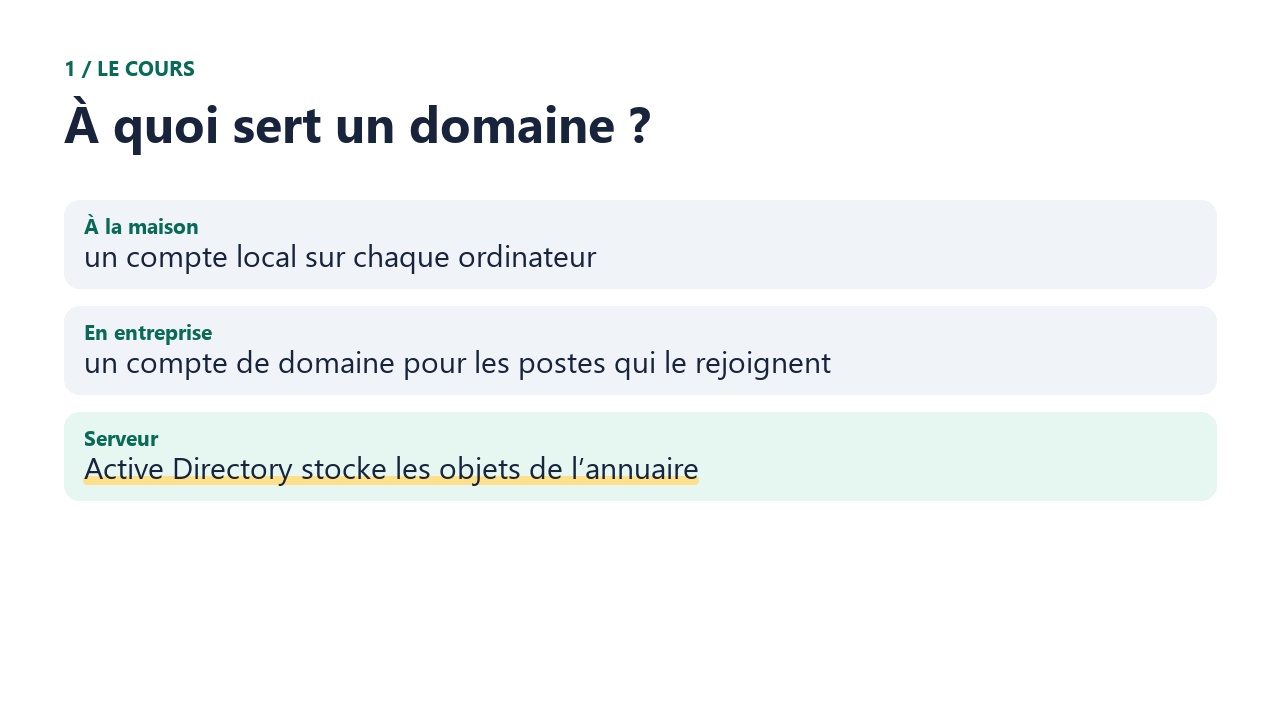 1 / LE COURS
À quoi sert un domaine ?
À la maison
un compte local sur chaque ordinateur
En entreprise
un compte de domaine pour les postes qui le rejoignent
Serveur
Active Directory stocke les objets de l’annuaire